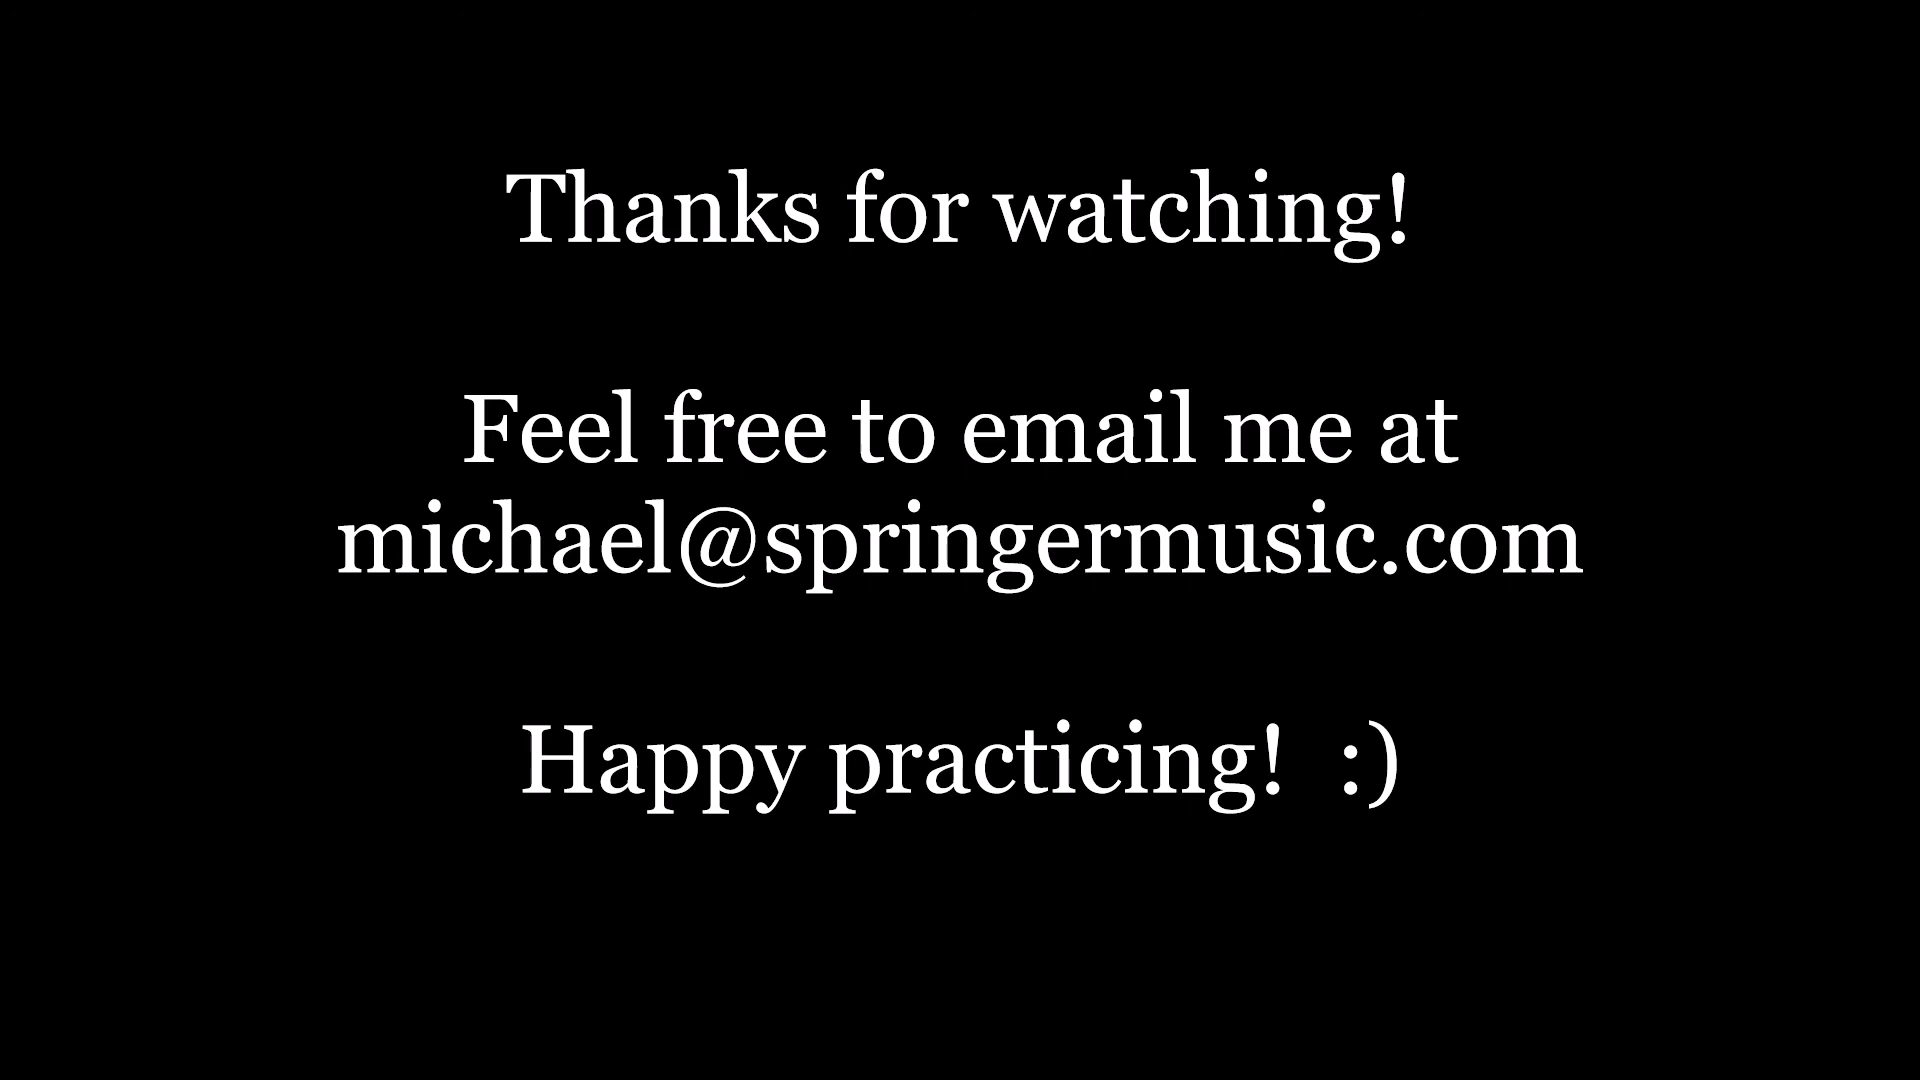 Thanks for watching!
Feel free to email me at
michael@springermusic.com
Happy practicing!  :)